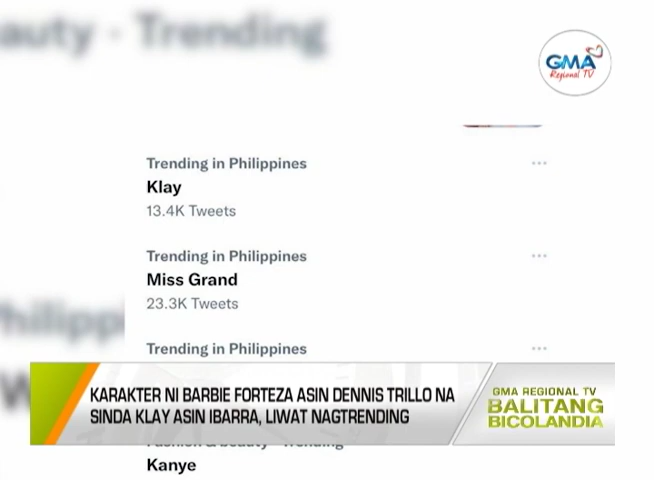 Trending
GMA
Regional TV
Trending in Philippines
Klay
13.4K Tweets
Trending in Philippines
Miss Grand
23.3K Tweets
Trending in Philippines
KARAKTER NI BARBIE FORTEZA ASIN DENNIS TRILLO NA
SINDA KLAY ASIN IBARRA, LIWAT NAGTRENDING
GMA REGIONAL TV
BALITANG
BICOLANDIA
Kanye